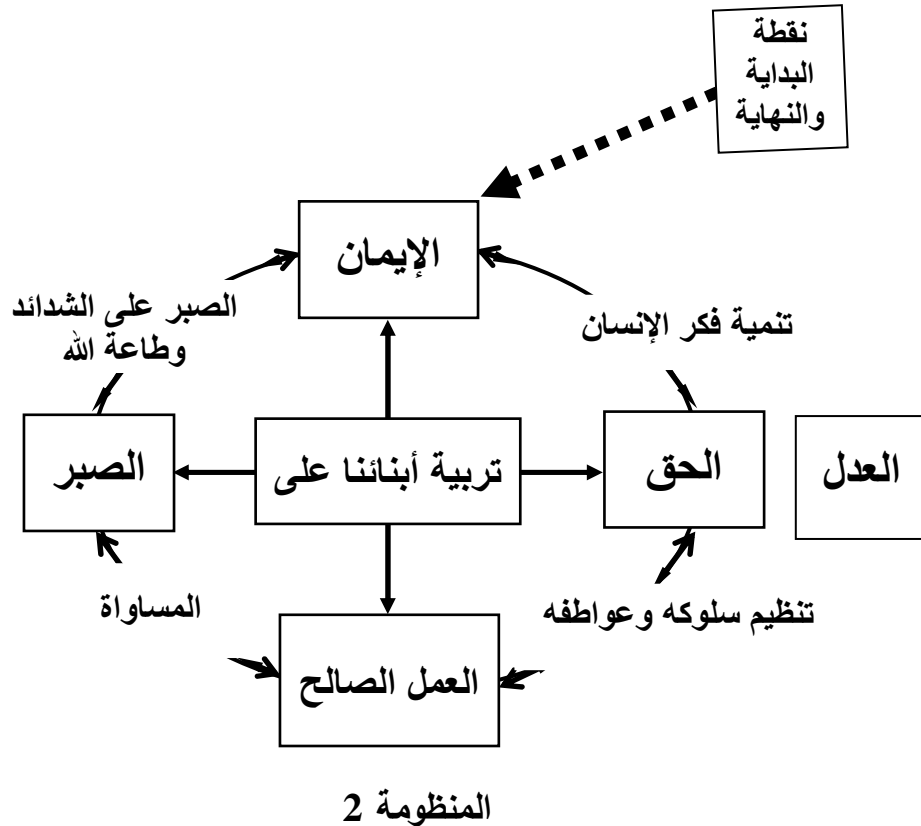 نقطة
البداية
والنهاية
الإيمان
تنمية فكر الإنسان
الصبر على الشدائد
وطاعة الله
العدل
الحق
تربية أبنائنا على
الصبر
تنظيم سلوكه وعواطفه
المساواة
العمل الصالح
المنظومة 2